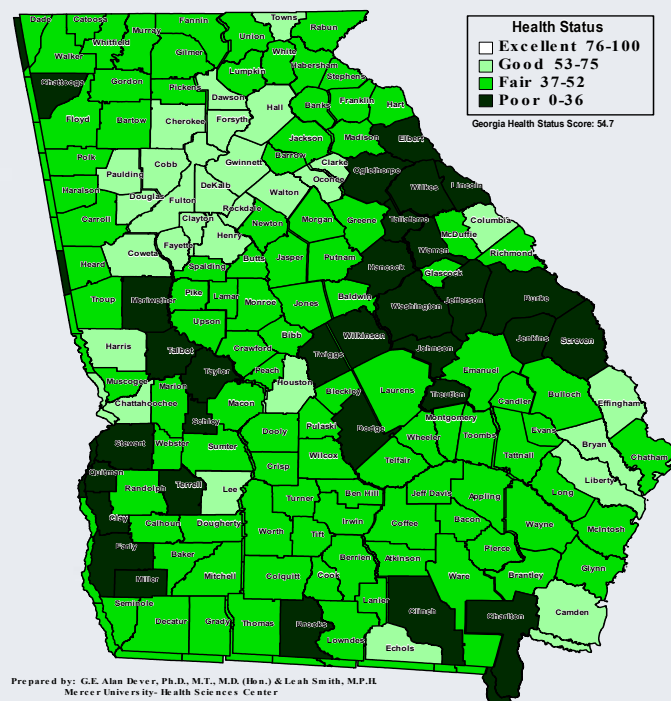 Health Status
Excellent 76-100
Good 53-75
Fair 37-52
Poor 0-36
Georgia Health Status Score: 54.7
Dade
Catoosa
Whitfield
Murray
Fannin
Union
Towns
Rabun
Walker
Gilmer
White
Habersham
Lumpkin
Stephens
Chattooga
Gordon
Pickens
Dawson
Hall
Banks
Franklin
Hart
Floyd
Bartow
Cherokee
Forsyth
Jackson
Madison
Elbert
Polk
Paulding
Cobb
Gwinnett
Barrow
Clarke
Oconee
Oglethorpe
Wilkes
Lincoln
Haralson
Douglas
Fulton
DeKalb
Rockdale
Walton
Carroll
Clayton
Newton
Morgan
Greene
Taliaferro
Columbia
McDuffie
Richmond
Warren
Heard
Coweta
Fayette
Henry
Spalding
Butts
Jasper
Putnam
Hancock
Glascock
Troup
Meriwether
Pike
Lamar
Monroe
Jones
Baldwin
Washington
Jefferson
Burke
Upson
Bibb
Wilkinson
Harris
Talbot
Crawford
Twiggs
Johnson
Jenkins
Screven
Muscogee
Marion
Taylor
Peach
Houston
Bleckley
Laurens
Emanuel
Chattahoochee
Macon
Treutlen
Candler
Bulloch
Effingham
Schley
Dooly
Pulaski
Dodge
Montgomery
Wheeler
Toombs
Evans
Bryan
Chatham
Stewart
Webster
Sumter
Crisp
Wilcox
Telfair
Tattnall
Liberty
Quitman
Randolph
Terrell
Lee
Turner
Ben Hill
Jeff Davis
Appling
Long
Clay
Calhoun
Dougherty
Worth
Tift
Irwin
Coffee
Bacon
Wayne
McIntosh
Early
Baker
Berrien
Atkinson
Pierce
Miller
Mitchell
Colquitt
Cook
Ware
Brantley
Glynn
Seminole
Decatur
Grady
Thomas
Brooks
Lanier
Lowndes
Clinch
Charlton
Camden
Echols
Prepared by: G.E. Alan Dever, Ph.D., M.T., M.D. (Hon.) & Leah Smith, M.P.H.
Mercer University- Health Sciences Center